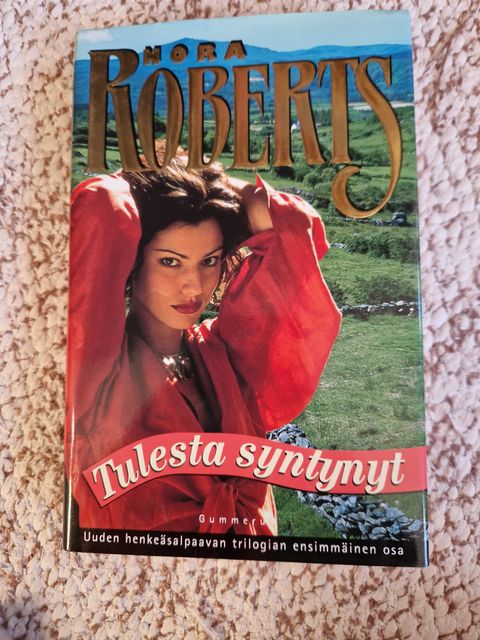 NORA
ROBERTS
Tulesta syntynyt
Gummerus
Uuden henkeäsalpaavan trilogian ensimmäinen osa